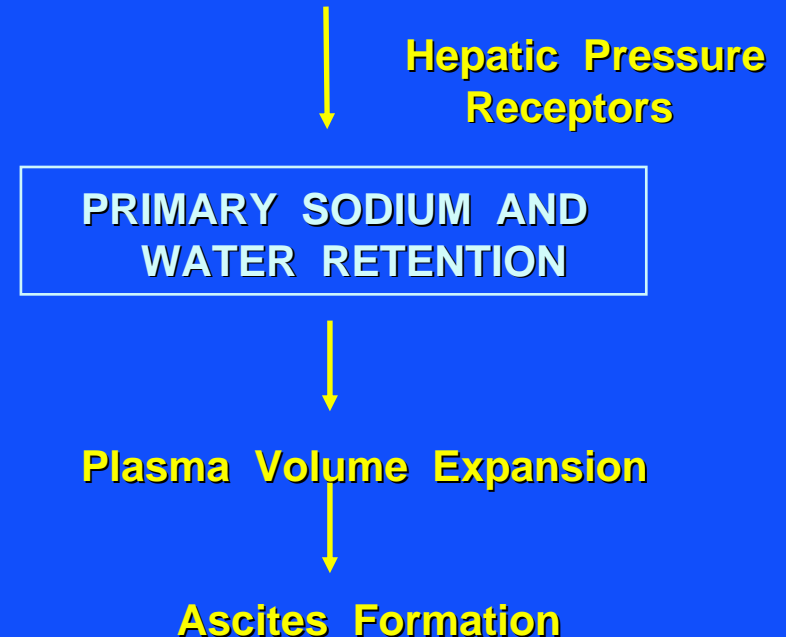 Hepatic Pressure
Receptors
PRIMARY SODIUM AND
WATER RETENTION
Plasma Volume Expansion
Ascites Formation